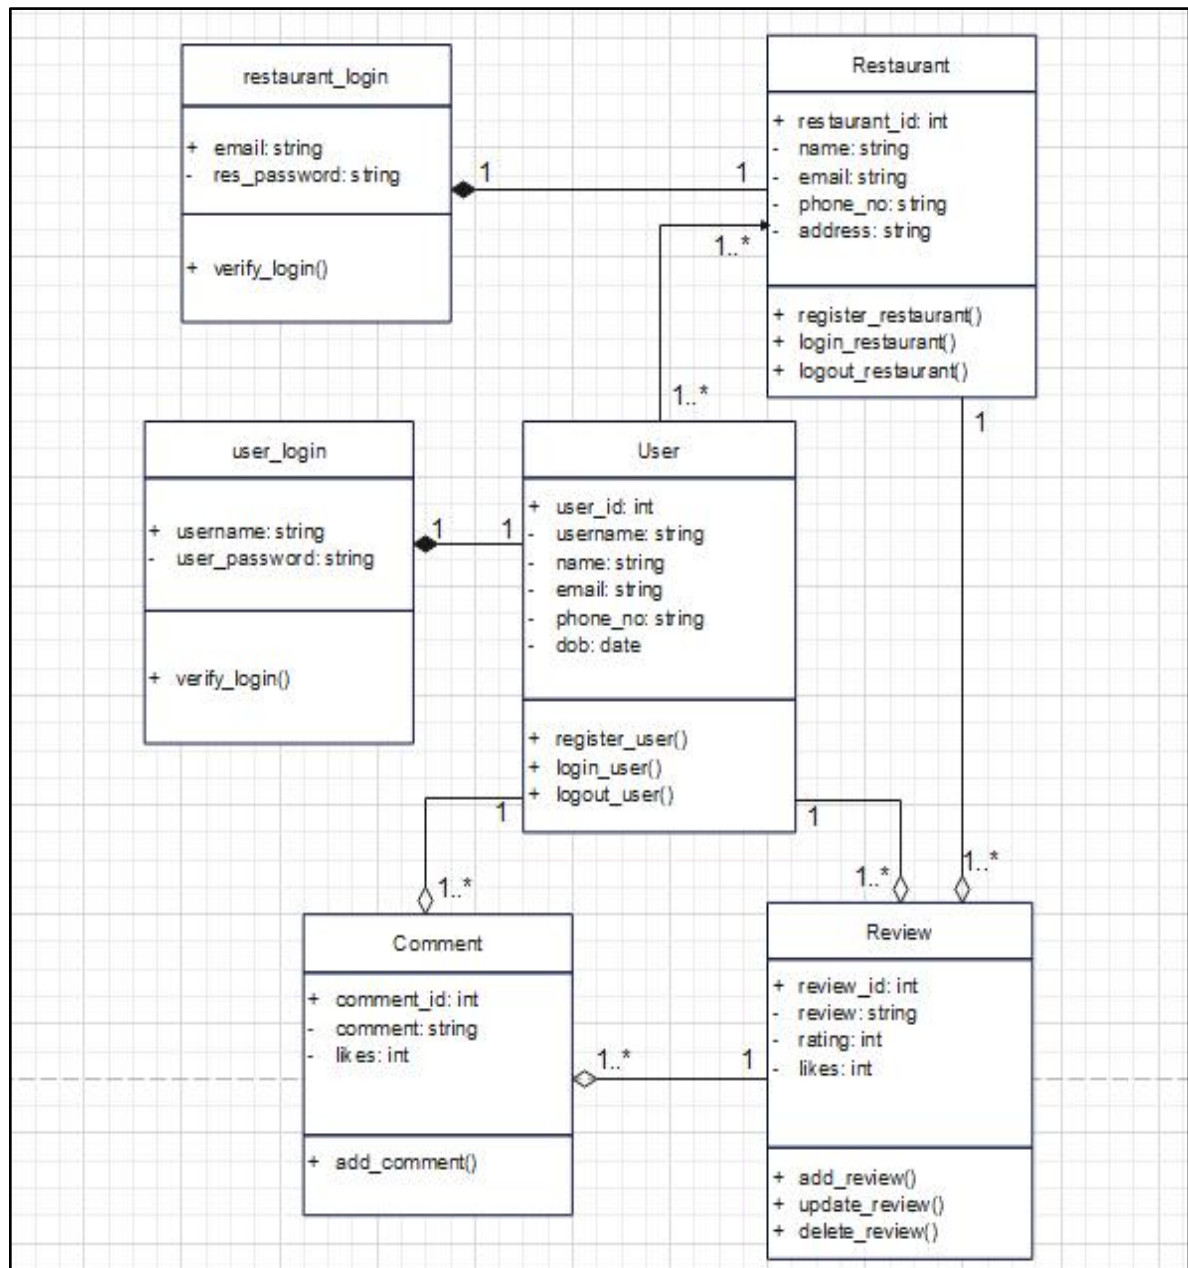 restaurant_login
+ email: string
- res_password: string
+ verify_login()
1
1
Restaurant
+ restaurant_id: int
- name: string
- email: string
- phone_no: string
- address: string
+ register_restaurant()
+ login_restaurant()
+ logout_restaurant()
1..*
1..*
1
user_login
+ username: string
- user_password: string
+ verify_login()
1
1
User
+ user_id: int
- username: string
- name: string
- email: string
- phone_no: string
- dob: date
+ register_user()
+ login_user()
+ logout_user()
1
1
1..*
1..*
1..*
Comment
+ comment_id: int
- comment: string
- likes: int
+ add_comment()
1..*
1
Review
+ review_id: int
- review: string
- rating: int
- likes: int
+ add_review()
+ update_review()
+ delete_review()